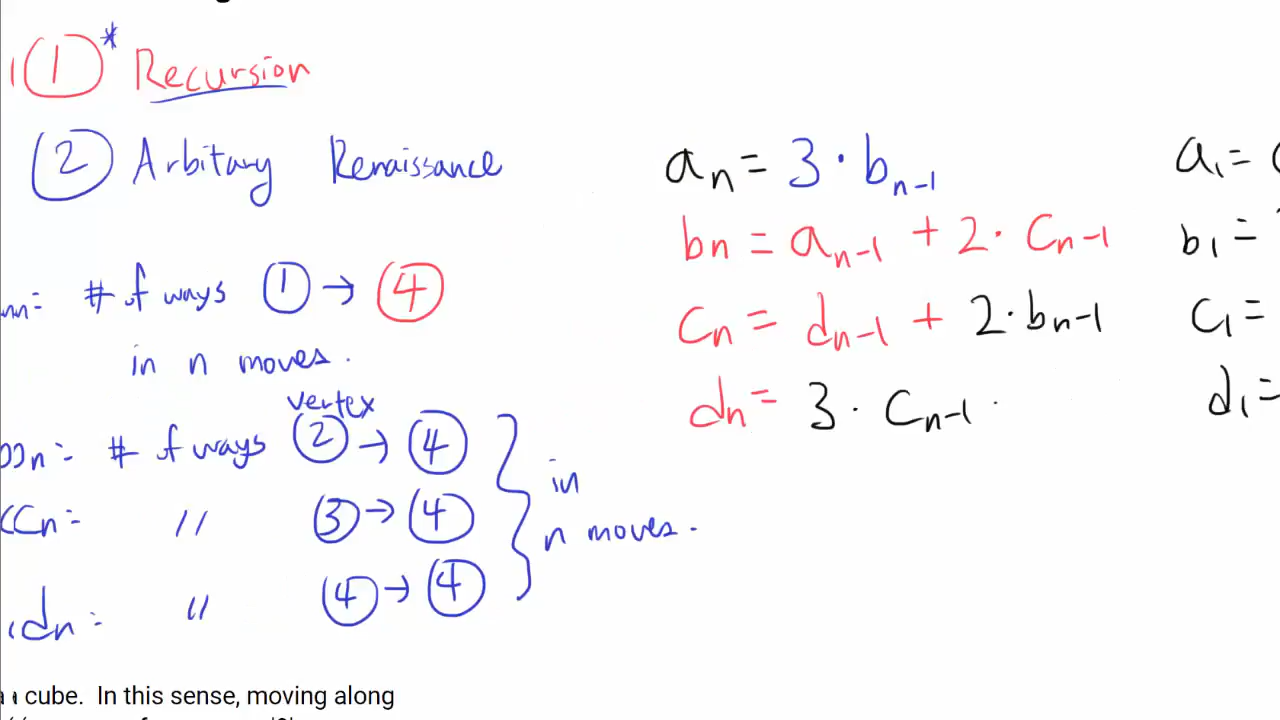 1* Recursion
2 Arbitary Renaissance
an = 3 · bn-1
a1 =
bn = an-1 + 2 · cn-1
b1 =
cn = dn-1 + 2 · bn-1
c1 =
dn = 3 · cn-1 ·
d1 =
# of ways 1 → 4
in n moves.
vertex
n = # of ways 2 → 4
Cn = " 3 → 4
dn = " 4 → 4
in
n moves.
cube. In this sense, moving along